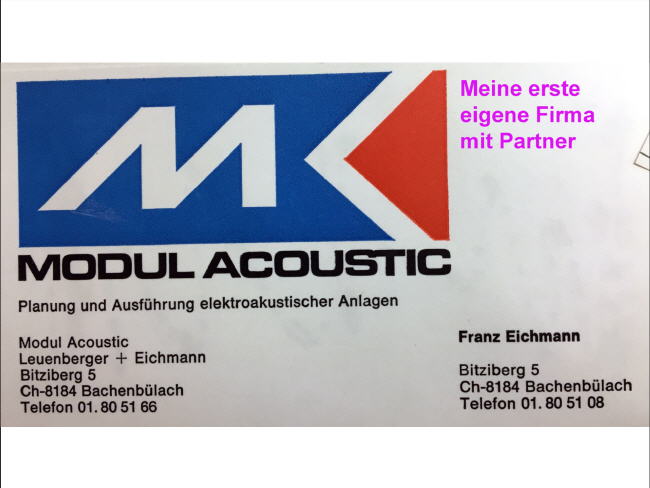 MK
Meine erste
eigene Firma
mit Partner
MODUL ACOUSTIC
Planung und Ausführung elektroakustischer Anlagen
Modul Acoustic
Leuenberger + Eichmann
Bitziberg 5
Ch-8184 Bachenbülach
Telefon 01. 80 51 66
Franz Eichmann
Bitziberg 5
Ch-8184 Bachenbülach
Telefon 01. 80 51 08